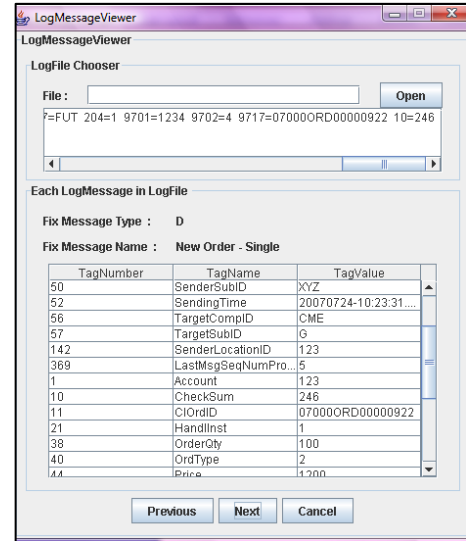 LogMessageViewer
LogMessageViewer
LogFile Chooser
File : Open
7=FUT 204=1 9701=1234 9702=4 9717=07000ORD00000922 10=246
Each LogMessage in LogFile
Fix Message Type : D
Fix Message Name : New Order - Single
TagNumber TagName TagValue
50 SenderSubID XYZ
52 SendingTime 20070724-10:23:31....
56 TargetCompID CME
57 TargetSubID G
142 SenderLocationID 123
369 LastMsgSeqNumPro... 5
1 Account 123
10 CheckSum 246
11 ClOrdID 07000ORD00000922
21 HandlInst 1
38 OrderQty 100
40 OrdType 2
44 Price 1200
Previous Next Cancel